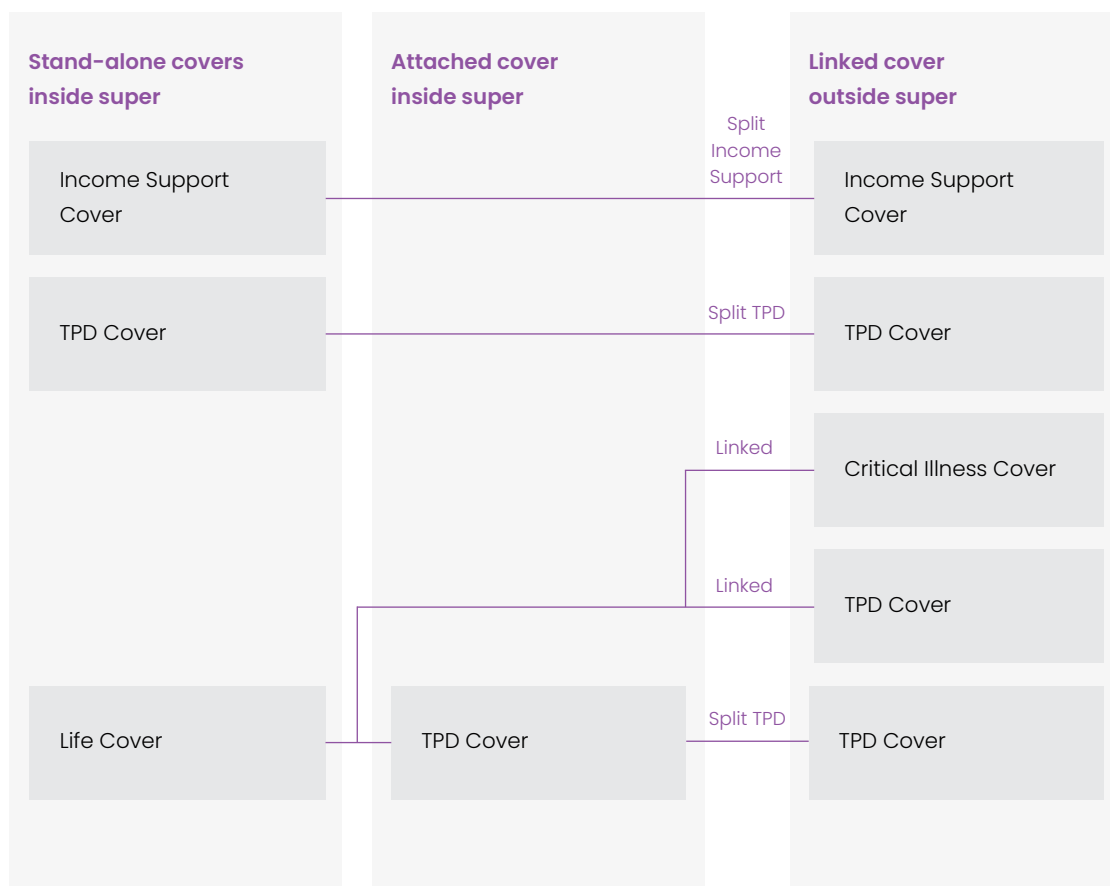 Stand-alone covers
inside super
Attached cover
inside super
Linked cover
outside super
Split
Income
Support
Income Support
Cover
Income Support
Cover
TPD Cover
Split TPD
TPD Cover
Linked
Critical Illness Cover
Linked
TPD Cover
Life Cover
TPD Cover
Split TPD
TPD Cover